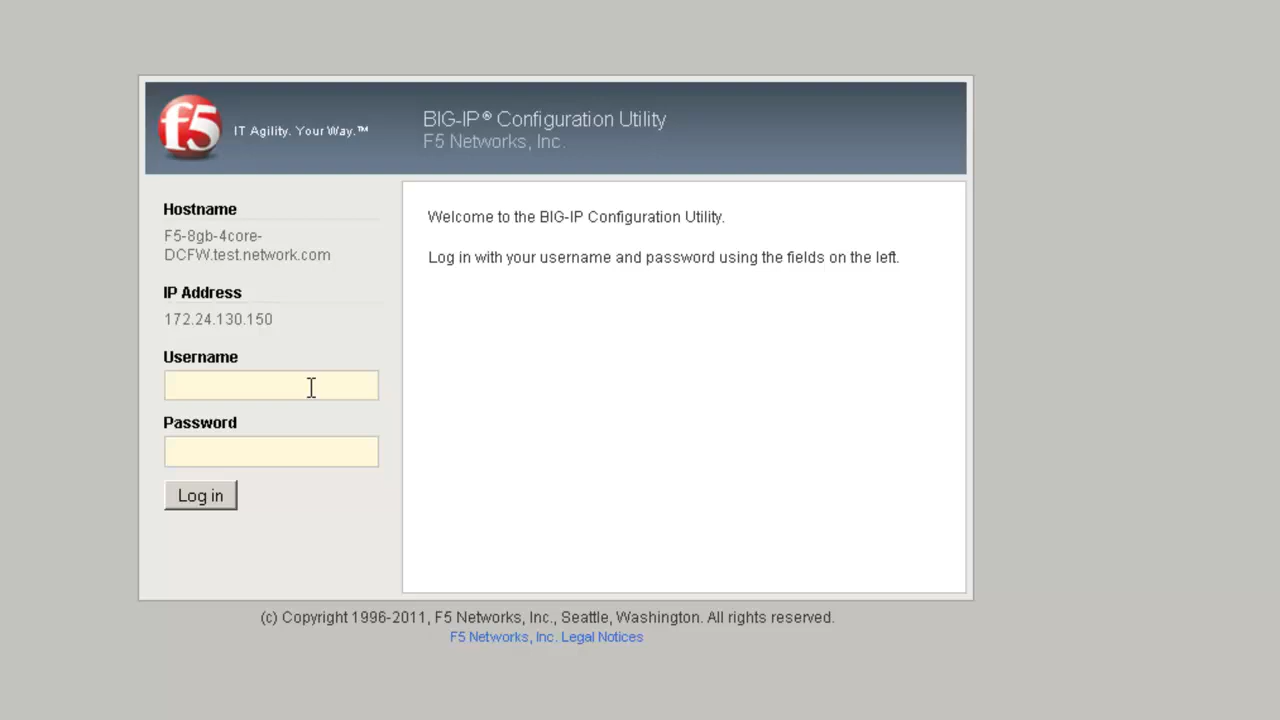 f5
IT Agility. Your Way.™
BIG-IP® Configuration Utility
F5 Networks, Inc.
Hostname
F5-8gb-4core-
DCFW.test.network.com
IP Address
172.24.130.150
Username
Password
Log in
Welcome to the BIG-IP Configuration Utility.
Log in with your username and password using the fields on the left.
(c) Copyright 1996-2011, F5 Networks, Inc., Seattle, Washington. All rights reserved.
F5 Networks, Inc. Legal Notices